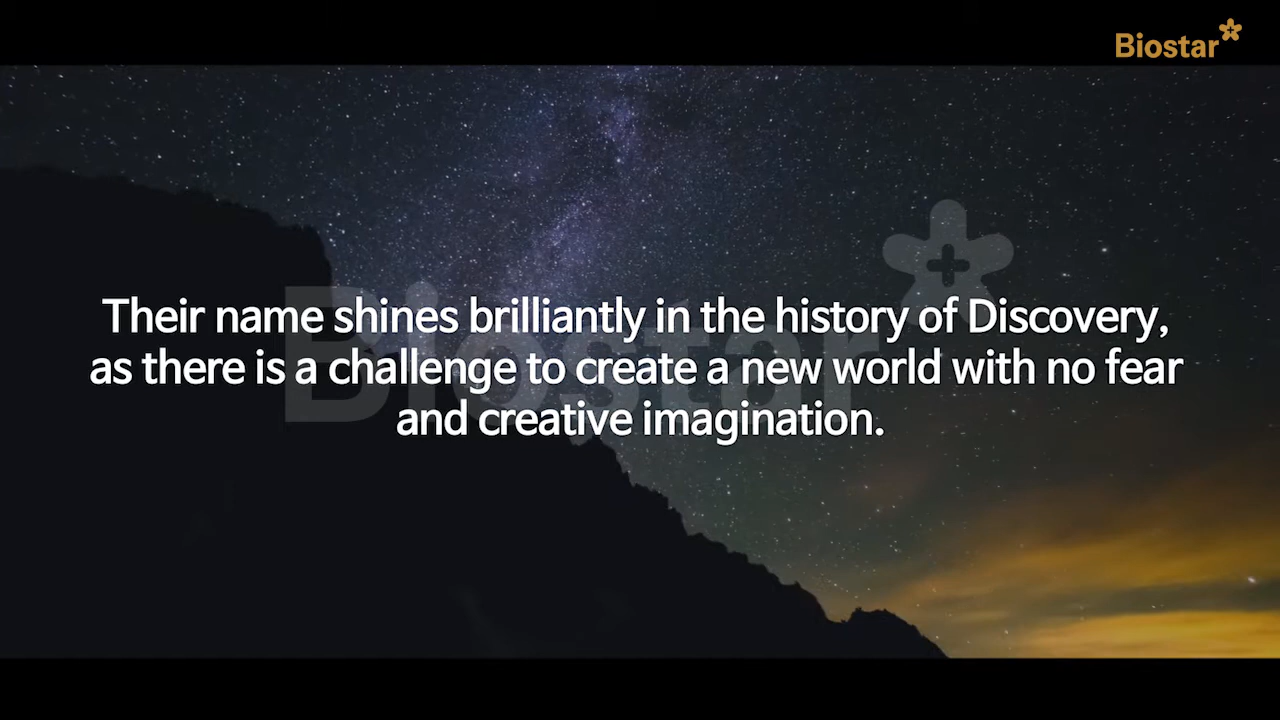 Biostar
Their name shines brilliantly in the history of Discovery,
as there is a challenge to create a new world with no fear
and creative imagination.
Biostar